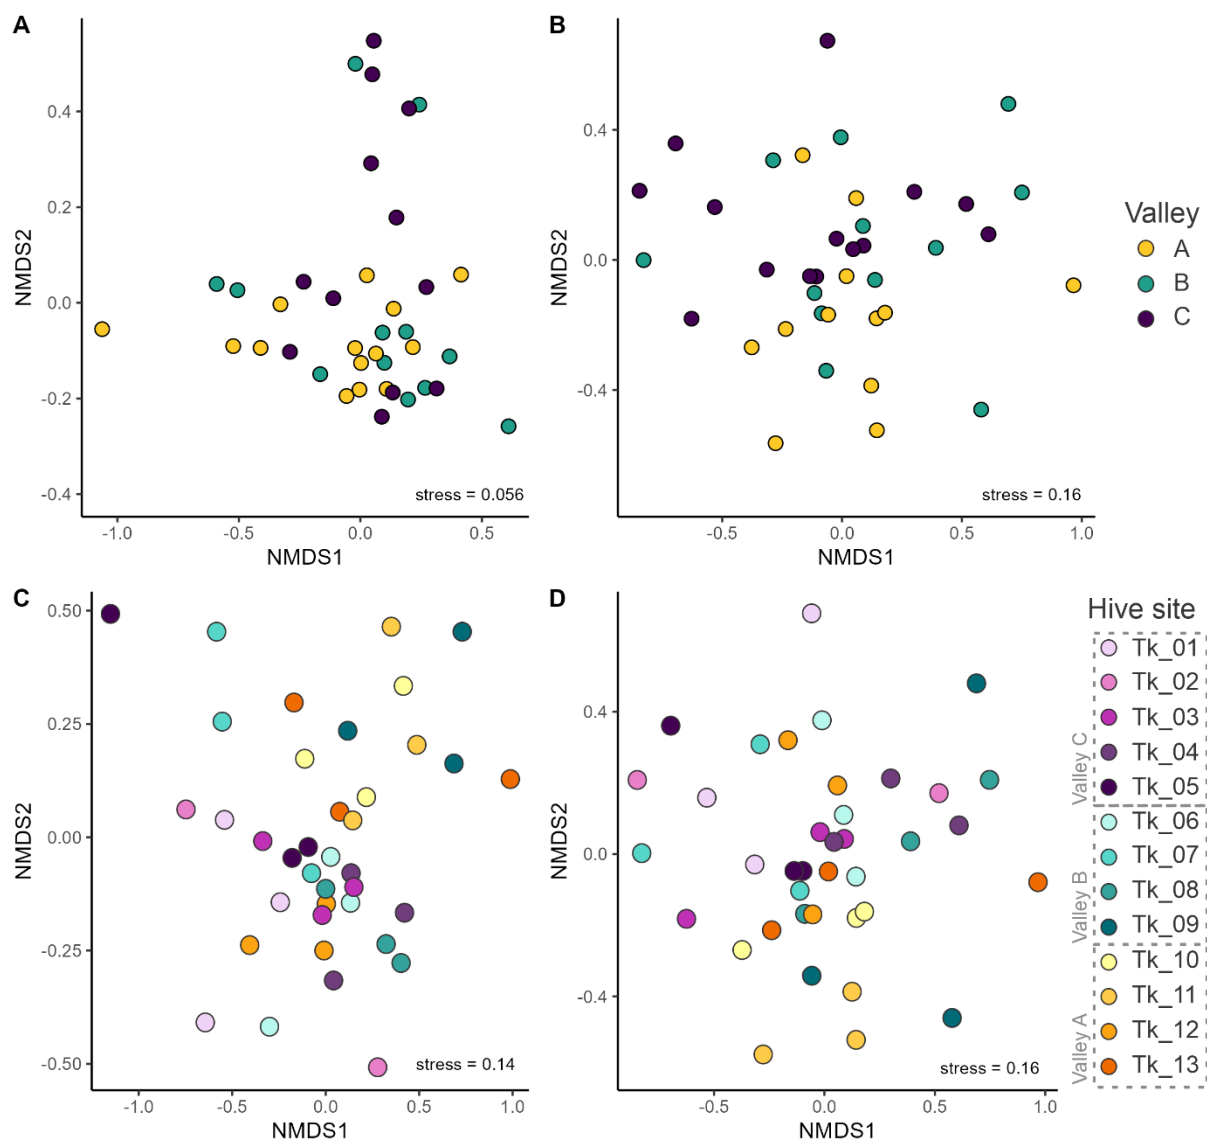 A
0.4
0.2
0.0
-0.2
-0.4
NMDS2
-1.0 -0.5 0.0 0.5
NMDS1
stress = 0.056
B
0.4
0.0
-0.4
NMDS2
-0.5 0.0 0.5 1.0
NMDS1
stress = 0.16
Valley
A
B
C
C
0.50
0.25
0.00
-0.25
-0.50
NMDS2
-1.0 -0.5 0.0 0.5 1.0
NMDS1
stress = 0.14
D
0.4
0.0
-0.4
NMDS2
-0.5 0.0 0.5 1.0
NMDS1
stress = 0.16
Hive site
Valley C
Tk_01
Tk_02
Tk_03
Tk_04
Tk_05
Valley B
Tk_06
Tk_07
Tk_08
Tk_09
Valley A
Tk_10
Tk_11
Tk_12
Tk_13